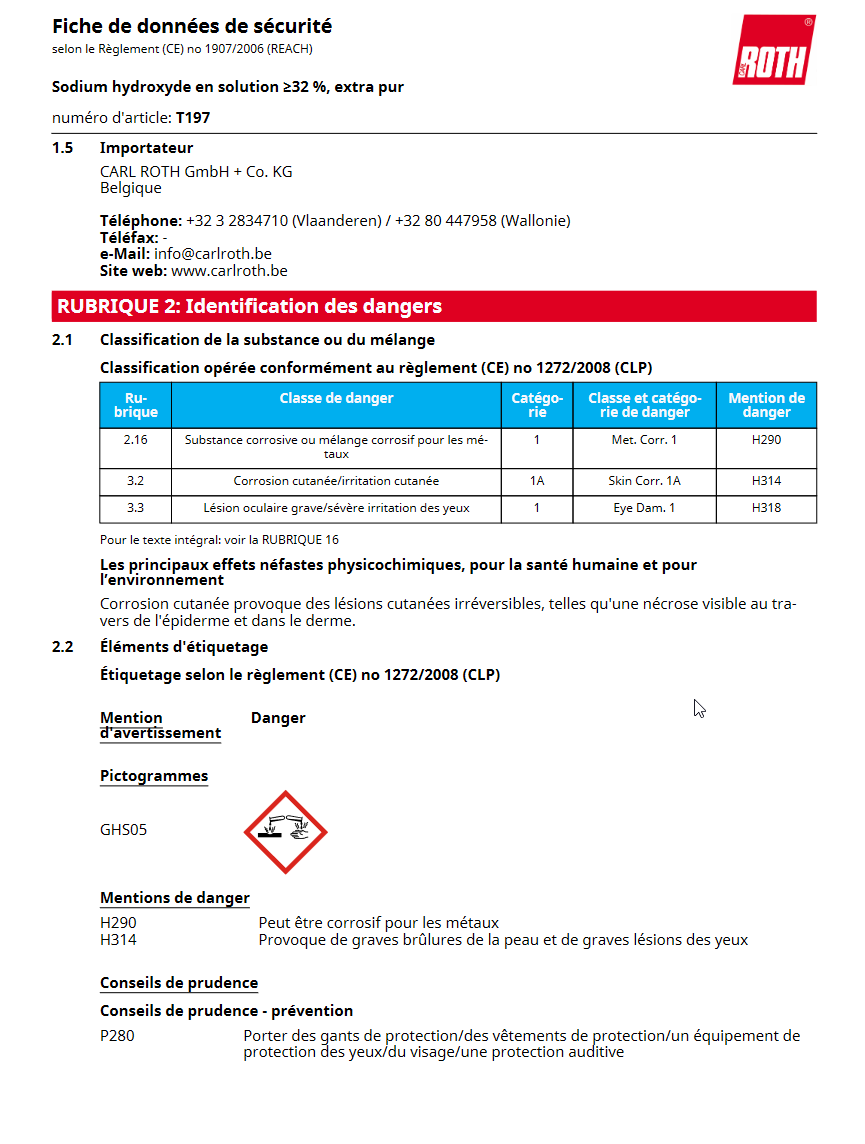 Fiche de données de sécurité
selon le Règlement (CE) no 1907/2006 (REACH)
ROTH
®
Sodium hydroxyde en solution ≥32 %, extra pur
numéro d'article: T197
1.5 Importateur
CARL ROTH GmbH + Co. KG
Belgique
Téléphone: +32 3 2834710 (Vlaanderen) / +32 80 447958 (Wallonie)
Téléfax: -
e-Mail: info@carlroth.be
Site web: www.carlroth.be
RUBRIQUE 2: Identification des dangers
2.1 Classification de la substance ou du mélange
Classification opérée conformément au règlement (CE) no 1272/2008 (CLP)
Ru-
brique
Classe de danger
Catégo-
rie
Classe et catégo-
rie de danger
Mention de
danger
2.16 Substance corrosive ou mélange corrosif pour les mé- 1 Met. Corr. 1 H290
taux
3.2 Corrosion cutanée/irritation cutanée 1A Skin Corr. 1A H314
3.3 Lésion oculaire grave/sévère irritation des yeux 1 Eye Dam. 1 H318
Pour le texte intégral: voir la RUBRIQUE 16
Les principaux effets néfastes physicochimiques, pour la santé humaine et pour
l'environnement
Corrosion cutanée provoque des lésions cutanées irréversibles, telles qu'une nécrose visible au tra-
vers de l'épiderme et dans le derme.
2.2 Éléments d'étiquetage
Étiquetage selon le règlement (CE) no 1272/2008 (CLP)
Mention Danger
d'avertissement
Pictogrammes
GHS05
Mentions de danger
H290 Peut être corrosif pour les métaux
H314 Provoque de graves brûlures de la peau et de graves lésions des yeux
Conseils de prudence
Conseils de prudence - prévention
P280 Porter des gants de protection/des vêtements de protection/un équipement de
protection des yeux/du visage/une protection auditive